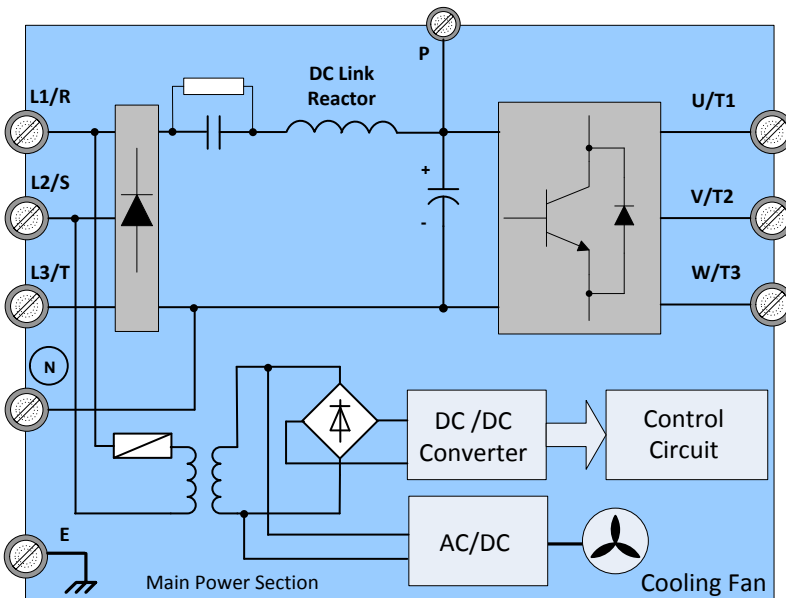 P
L1/R
DC Link
Reactor
U/T1
L2/S
+
-
V/T2
L3/T
W/T3
N
DC /DC
Converter
Control
Circuit
E
AC/DC
Main Power Section
Cooling Fan